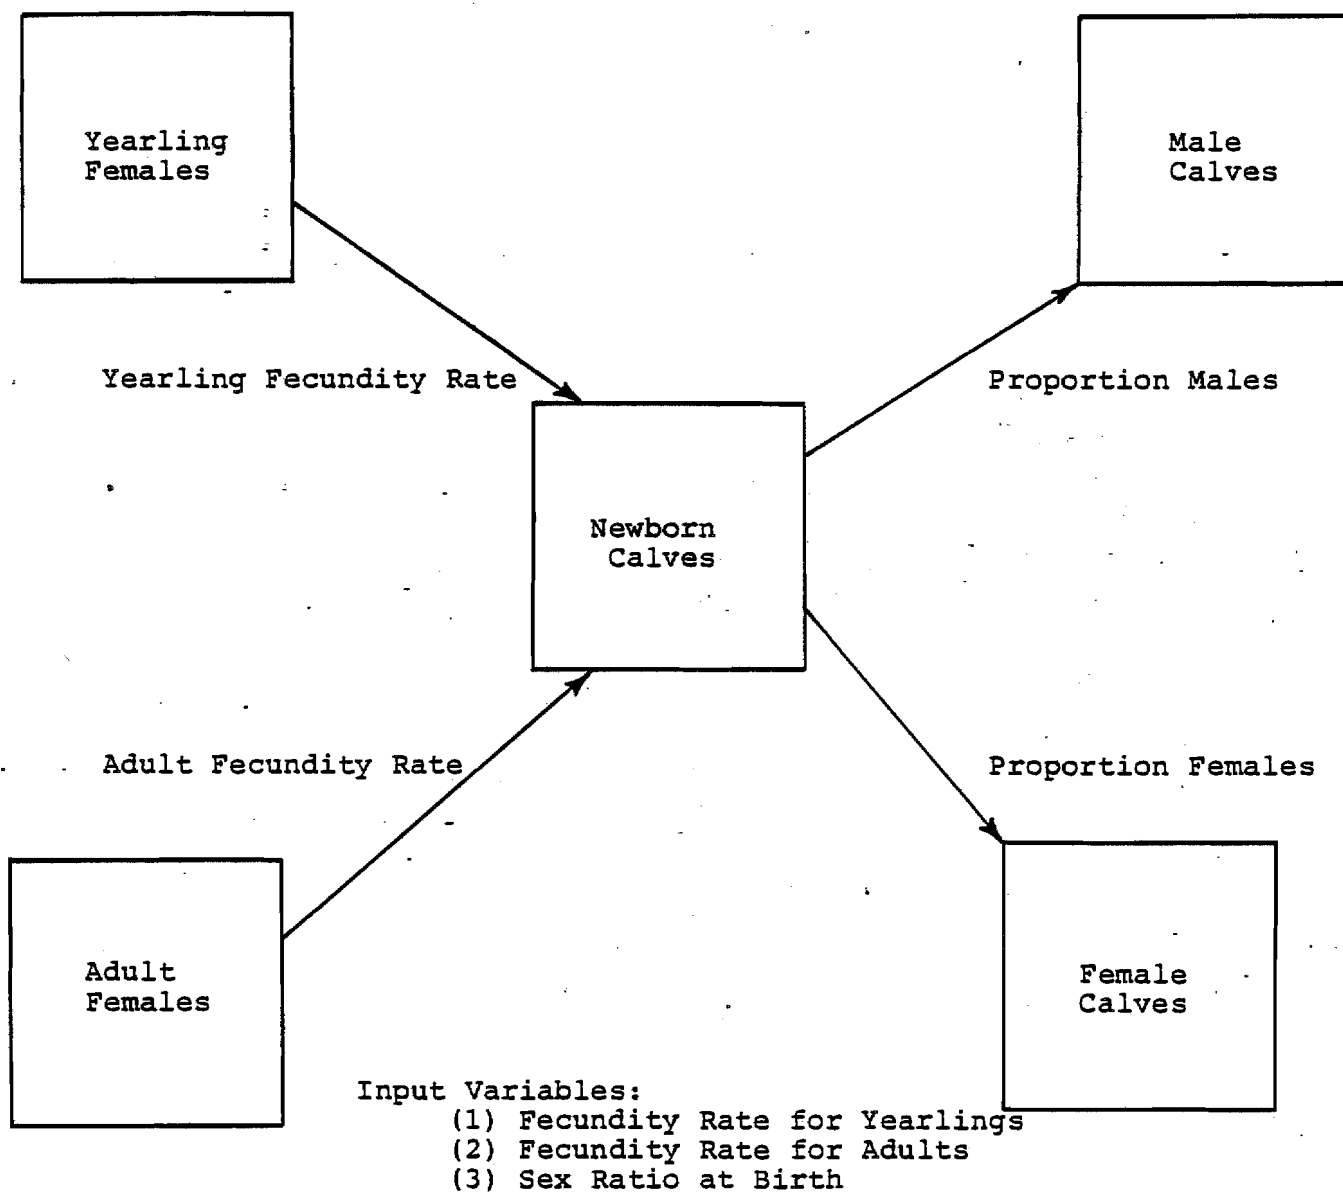 Yearling
Females
Male
Calves
Yearling Fecundity Rate
Proportion Males
Newborn
Calves
Adult Fecundity Rate
Proportion Females
Adult
Females
Female
Calves
Input Variables:
(1) Fecundity Rate for Yearlings
(2) Fecundity Rate for Adults
(3) Sex Ratio at Birth